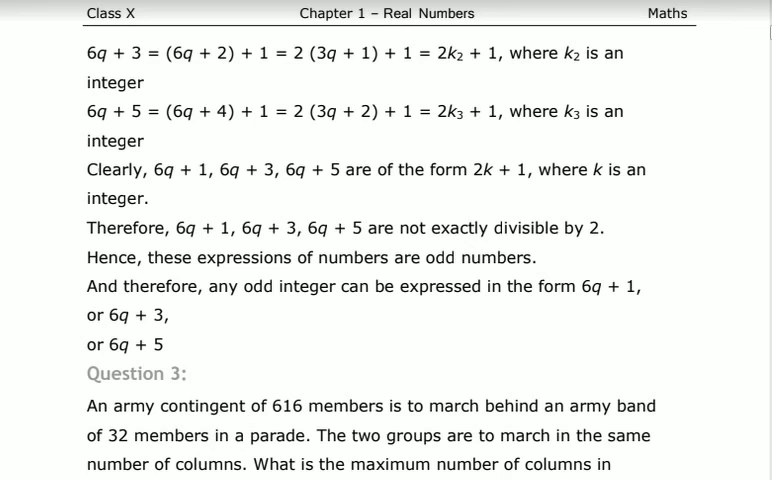 Class X Chapter 1 – Real Numbers Maths
6q + 3 = (6q + 2) + 1 = 2 (3q + 1) + 1 = 2k₂ + 1, where k₂ is an
integer
6q + 5 = (6q + 4) + 1 = 2 (3q + 2) + 1 = 2k₃ + 1, where k₃ is an
integer
Clearly, 6q + 1, 6q + 3, 6q + 5 are of the form 2k + 1, where k is an
integer.
Therefore, 6q + 1, 6q + 3, 6q + 5 are not exactly divisible by 2.
Hence, these expressions of numbers are odd numbers.
And therefore, any odd integer can be expressed in the form 6q + 1,
or 6q + 3,
or 6q + 5
Question 3:
An army contingent of 616 members is to march behind an army band
of 32 members in a parade. The two groups are to march in the same
number of columns. What is the maximum number of columns in